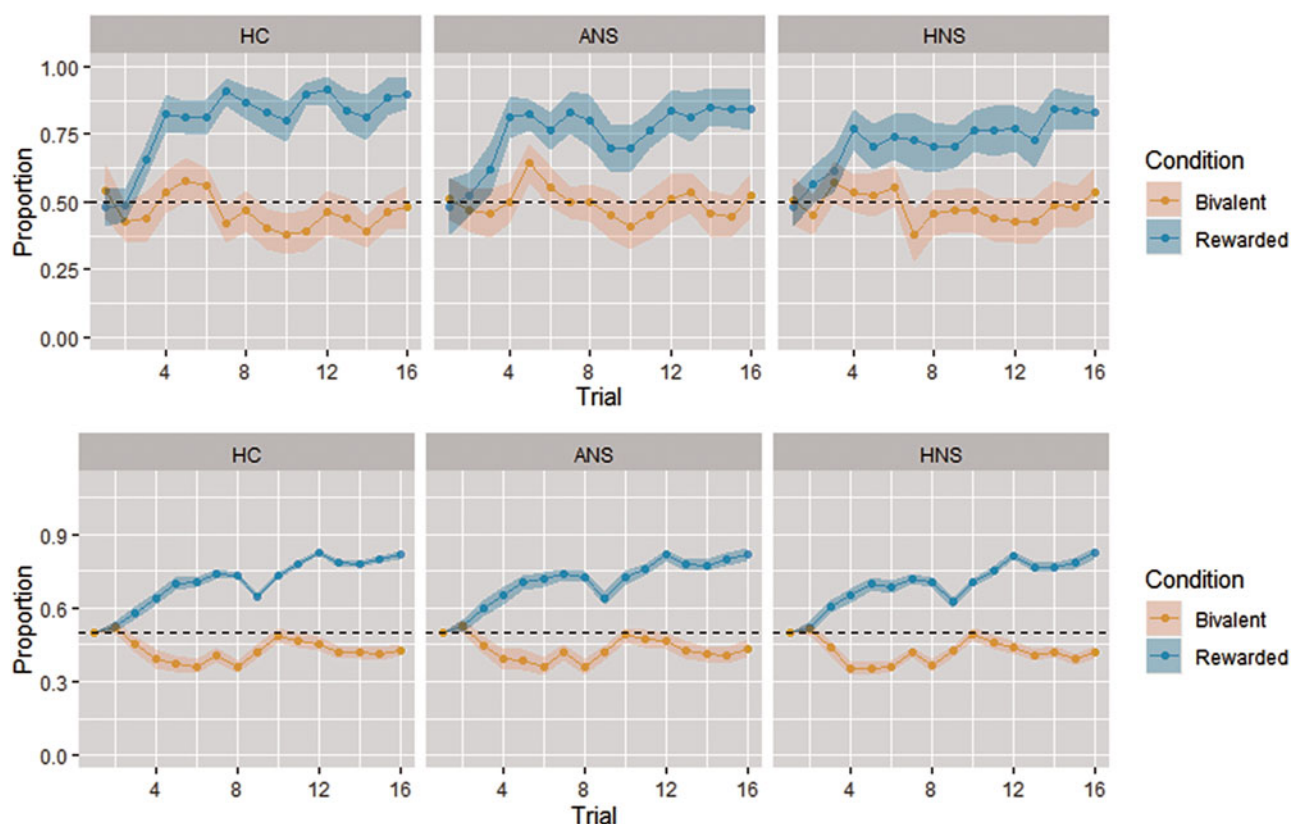 HC ANS HNS
1.00
0.75
0.50
0.25
0.00
Proportion
4 8 12 16 4 8 12 16 4 8 12 16
Trial
Condition
Bivalent
Rewarded
HC ANS HNS
0.9
0.6
0.3
0.0
Proportion
4 8 12 16 4 8 12 16 4 8 12 16
Trial
Condition
Bivalent
Rewarded